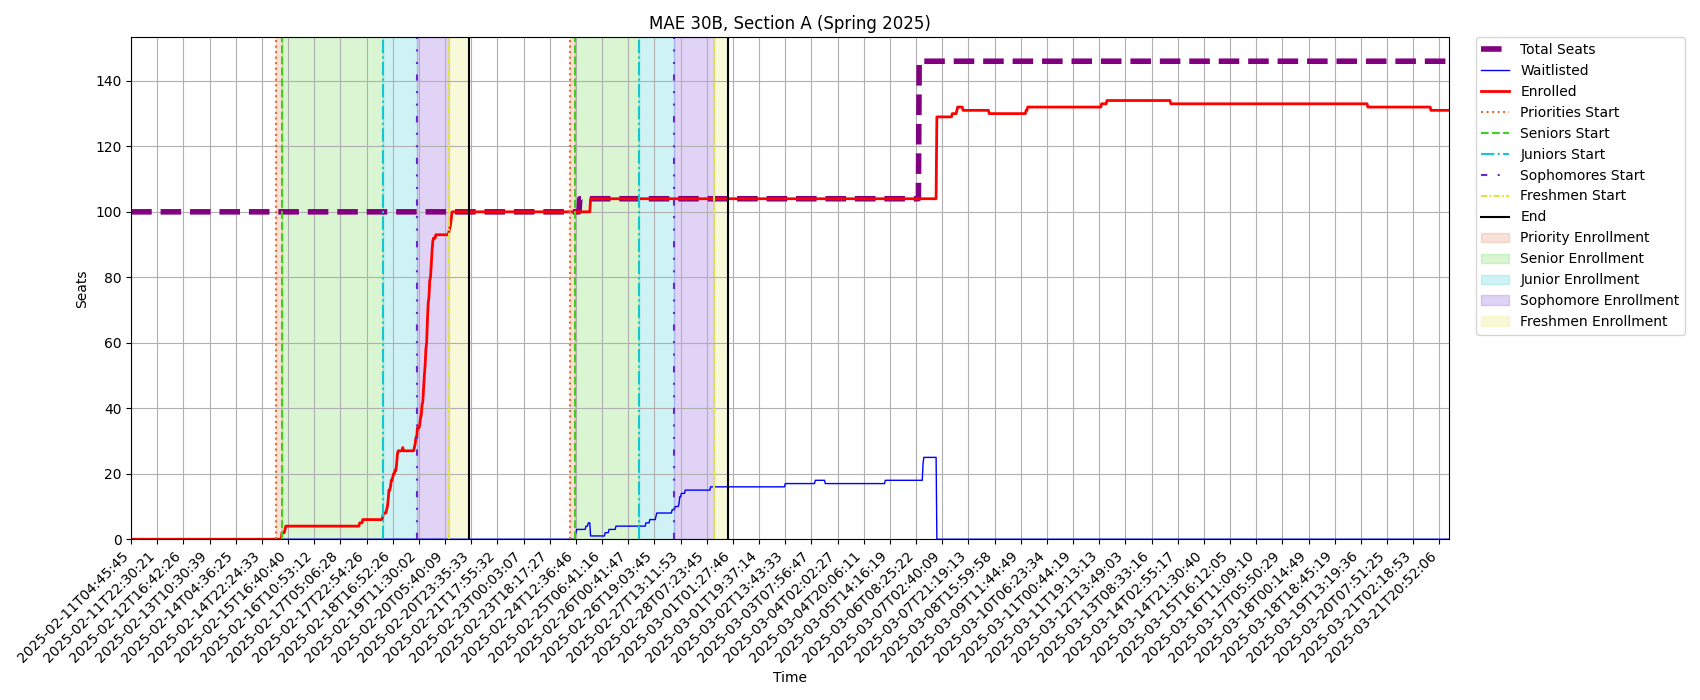 MAE 30B, Section A (Spring 2025)
Seats
140
120
100
80
60
40
20
0
2025-02-11T04:45:45
2025-02-11T22:30:21
2025-02-12T16:42:26
2025-02-13T10:30:39
2025-02-14T04:36:25
2025-02-14T22:24:33
2025-02-15T16:40:40
2025-02-16T10:53:12
2025-02-17T05:06:28
2025-02-17T22:54:26
2025-02-18T16:52:26
2025-02-19T11:30:02
2025-02-20T05:40:09
2025-02-20T23:35:33
2025-02-21T17:55:32
2025-02-23T00:03:07
2025-02-23T18:17:27
2025-02-24T12:36:46
2025-02-25T06:41:16
2025-02-26T00:41:47
2025-02-26T19:03:45
2025-02-27T13:11:53
2025-02-28T07:23:45
2025-03-01T01:27:46
2025-03-01T19:37:14
2025-03-02T13:43:33
2025-03-03T07:56:47
2025-03-04T02:02:27
2025-03-04T20:06:11
2025-03-05T14:16:19
2025-03-06T08:25:22
2025-03-07T02:40:09
2025-03-07T21:19:13
2025-03-08T15:59:58
2025-03-09T11:44:49
2025-03-10T06:23:34
2025-03-11T00:44:19
2025-03-11T19:13:13
2025-03-12T13:49:03
2025-03-13T08:33:16
2025-03-14T02:55:17
2025-03-14T21:30:40
2025-03-15T16:12:05
2025-03-16T11:09:10
2025-03-17T05:50:29
2025-03-18T00:14:49
2025-03-18T18:45:19
2025-03-19T13:19:36
2025-03-20T07:51:25
2025-03-21T02:18:53
2025-03-21T20:52:06
Time
Total Seats
Waitlisted
Enrolled
Priorities Start
Seniors Start
Juniors Start
Sophomores Start
Freshmen Start
End
Priority Enrollment
Senior Enrollment
Junior Enrollment
Sophomore Enrollment
Freshmen Enrollment